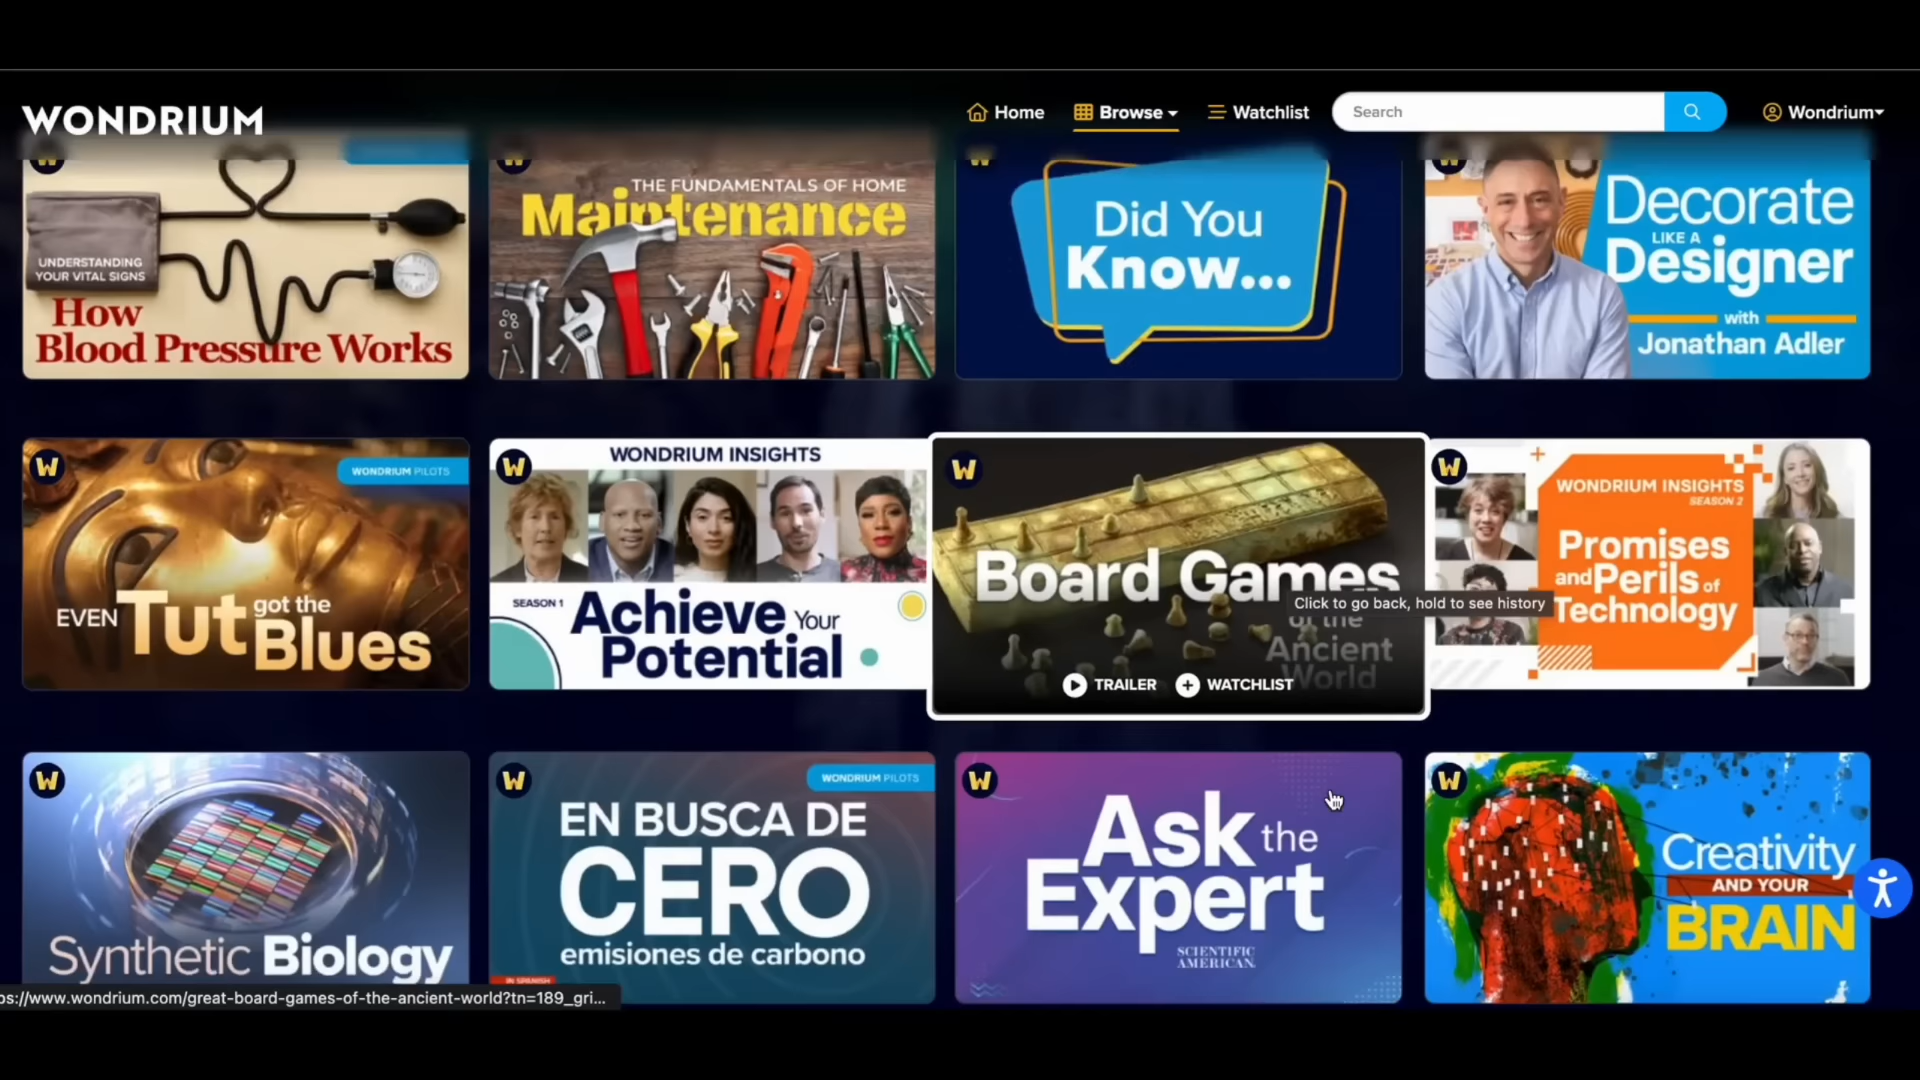 WONDRIUM
Home
Browse
Watchlist
Search
Wondrium
UNDERSTANDING
YOUR VITAL SIGNS
How
Blood Pressure Works
THE FUNDAMENTALS OF HOME
Maintenance
Did You
Know...
Decorate
LIKE A
Designer
with
Jonathan Adler
W
WONDRIUM PILOTS
EVEN Tut got the
Blues
W
WONDRIUM INSIGHTS
SEASON 1
Achieve Your
Potential
W
Board Games
of the
Ancient
World
TRAILER
WATCHLIST
Click to go back, hold to see history
W
WONDRIUM INSIGHTS
SEASON 2
Promises
and Perils of
Technology
W
Synthetic Biology
W
WONDRIUM PILOTS
EN BUSCA DE
CERO
emisiones de carbono
IN SPANISH
W
Ask the
Expert
SCIENTIFIC
AMERICAN
W
Creativity
AND YOUR
BRAIN
ps://www.wondrium.com/great-board-games-of-the-ancient-world?tn=189_gri...